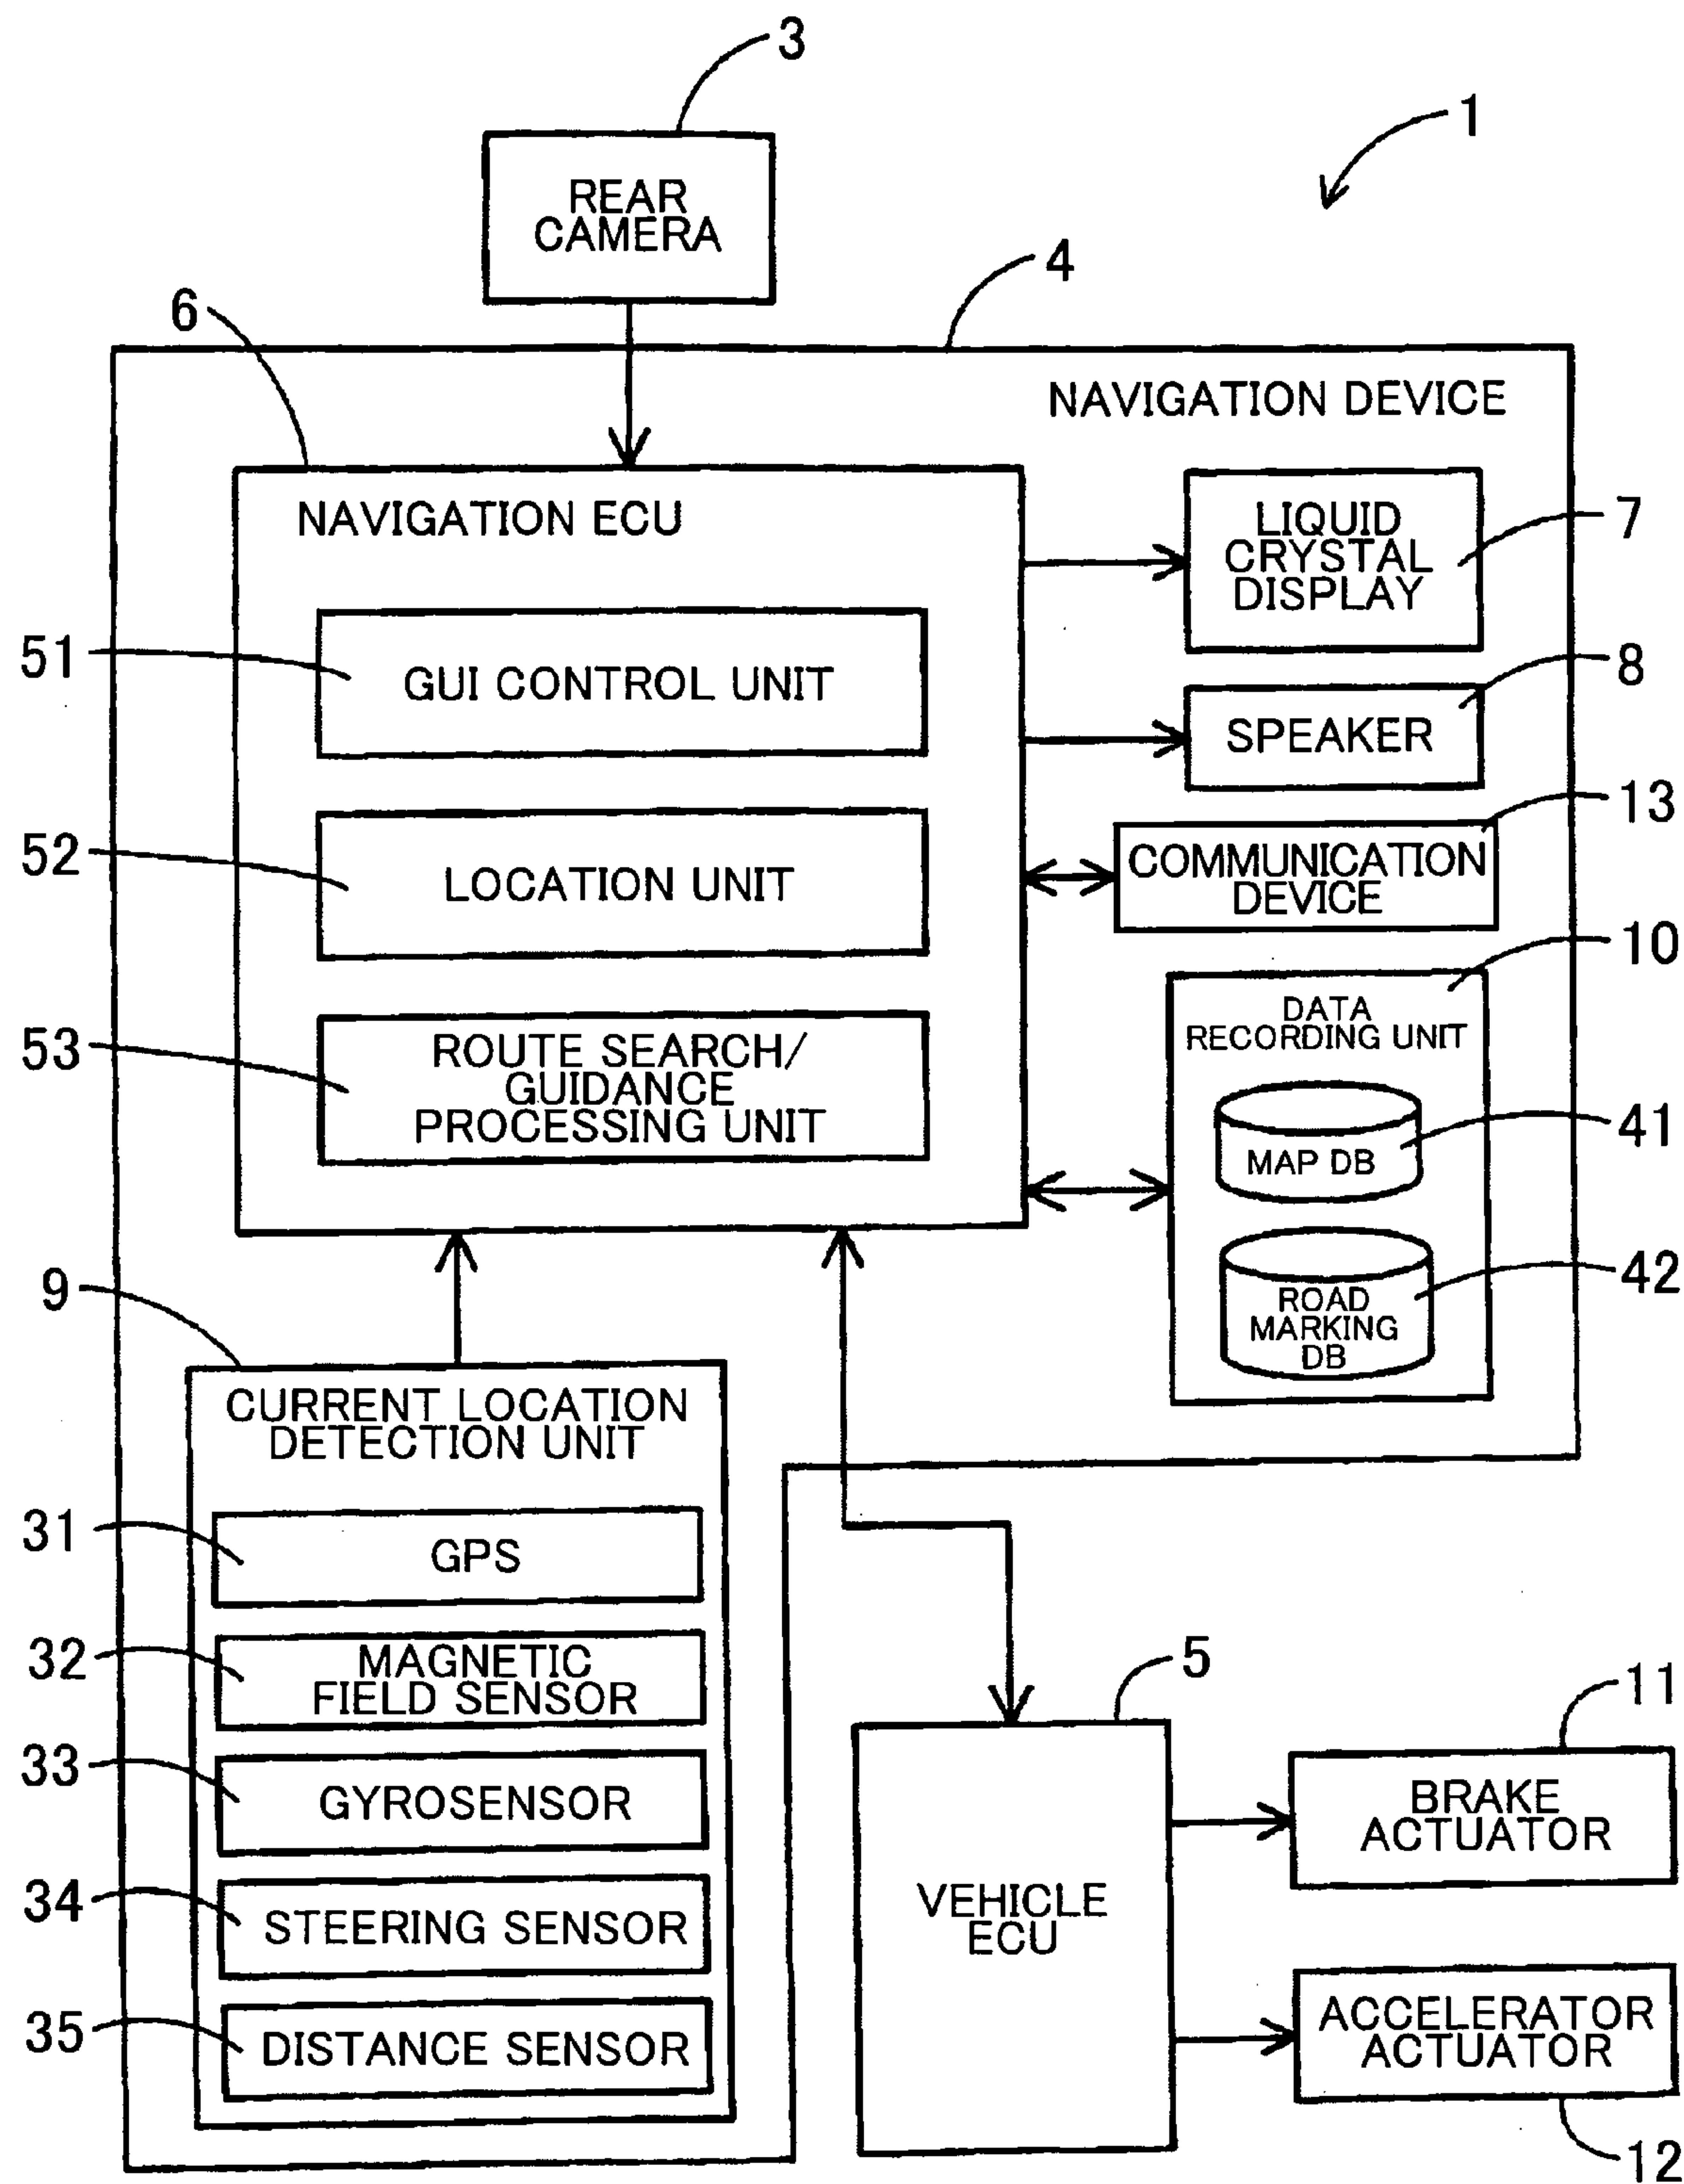 3
1
REAR
CAMERA
4
6
NAVIGATION DEVICE
NAVIGATION ECU
LIQUID
CRYSTAL
DISPLAY
7
51
GUI CONTROL UNIT
8
SPEAKER
13
52
LOCATION UNIT
COMMUNICATION
DEVICE
10
DATA
RECORDING UNIT
53
ROUTE SEARCH/
GUIDANCE
PROCESSING UNIT
41
MAP DB
42
ROAD
MARKING
DB
9
CURRENT LOCATION
DETECTION UNIT
31
GPS
32
MAGNETIC
FIELD SENSOR
33
GYROSENSOR
34
STEERING SENSOR
35
DISTANCE SENSOR
5
VEHICLE
ECU
11
BRAKE
ACTUATOR
ACCELERATOR
ACTUATOR
12